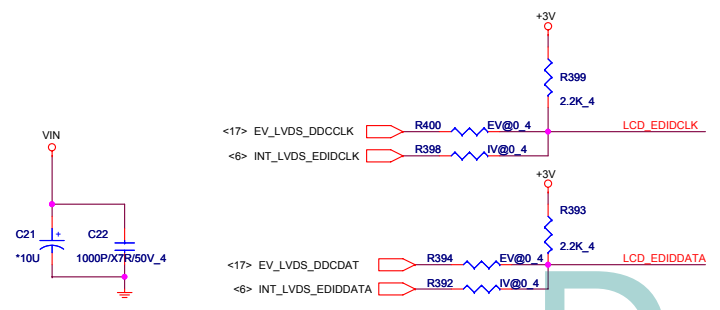 +3V
R399
2.2K_4
<17> EV_LVDS_DDCCLK R400 EV@0_4 LCD_EDIDCLK
<6> INT_LVDS_EDIDCLK R398 IV@0_4
VIN
+3V
R393
2.2K_4
C21 + C22
*10U 1000P/X7R/50V_4
<17> EV_LVDS_DDCDAT R394 EV@0_4 LCD_EDIDDATA
<6> INT_LVDS_EDIDDATA R392 IV@0_4